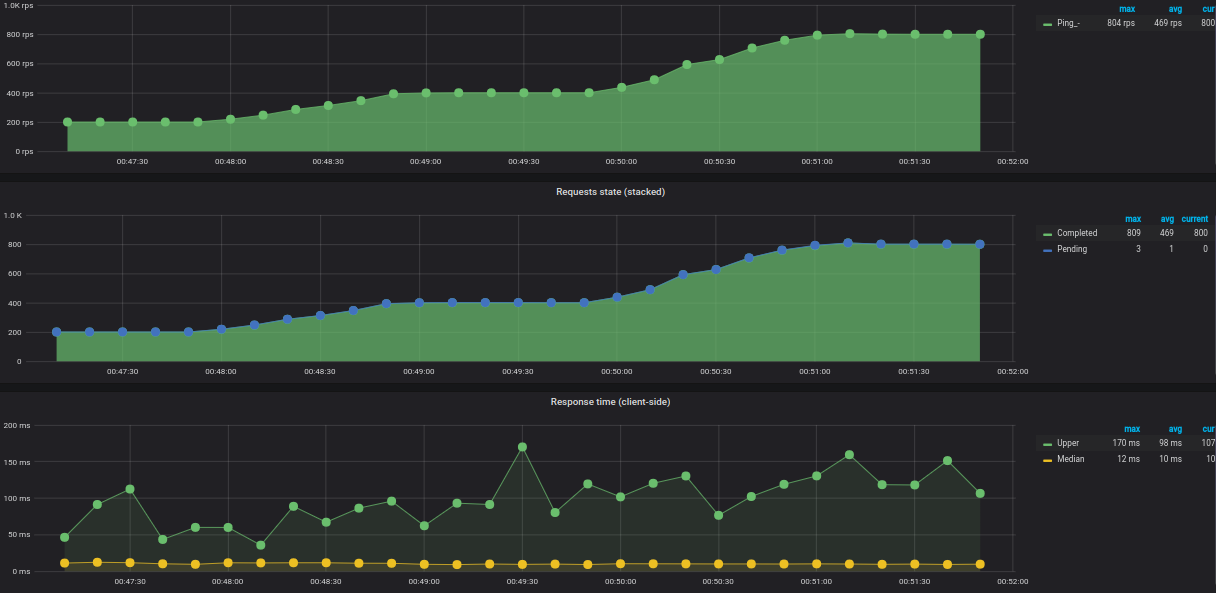 1.0K rps
800 rps
600 rps
400 rps
200 rps
0 rps
00:47:30 00:48:00 00:48:30 00:49:00 00:49:30 00:50:00 00:50:30 00:51:00 00:51:30 00:52:00
max avg cur
Ping_- 804 rps 469 rps 800
Requests state (stacked)
1.0 K
800
600
400
200
0
00:47:30 00:48:00 00:48:30 00:49:00 00:49:30 00:50:00 00:50:30 00:51:00 00:51:30 00:52:00
max avg current
Completed 809 469 800
Pending 3 1 0
Response time (client-side)
200 ms
150 ms
100 ms
50 ms
0 ms
00:47:30 00:48:00 00:48:30 00:49:00 00:49:30 00:50:00 00:50:30 00:51:00 00:51:30 00:52:00
max avg cur
Upper 170 ms 98 ms 107
Median 12 ms 10 ms 10